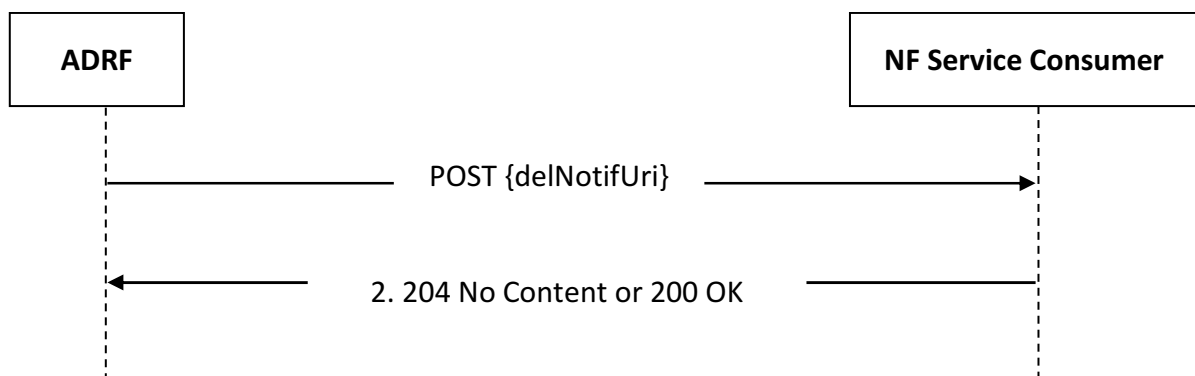 ADRF
NF Service Consumer
POST {delNotifUri}
2. 204 No Content or 200 OK